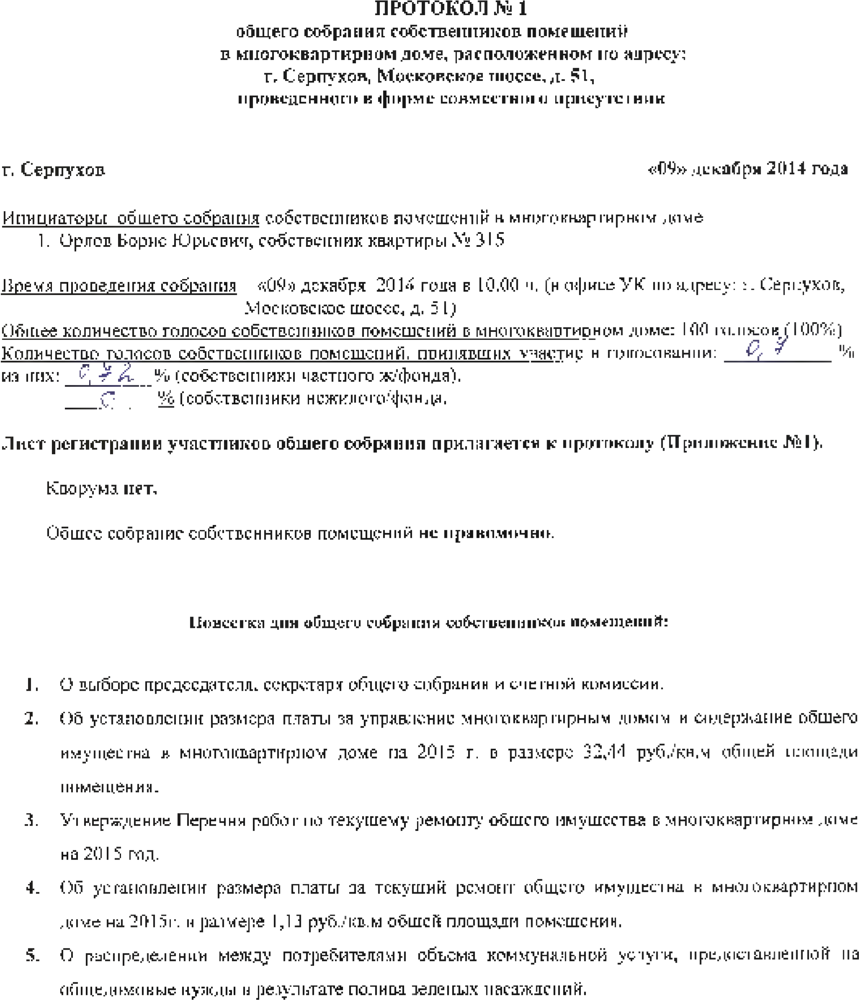 ПРОТОКОЛ № 1
общего собрания собственников помещений
в многоквартирном доме, расположенном по адресу:
г. Серпухов, Московское шоссе, д. 51,
проведенного в форме совместного присутствия
г. Серпухов «09» декабря 2014 года
Инициаторы общего собрания собственников помещений в многоквартирном доме
1. Орлов Борис Юрьевич, собственник квартиры № 315
Время проведения собрания «09» декабря 2014 года в 10.00 ч. (в офисе УК по адресу: г. Серпухов,
Московское шоссе, д. 51)
Общее количество голосов собственников помещений в многоквартирном доме: 100 голосов (100%)
Количество голосов собственников помещений, принявших участие в голосовании: 0,7 %
из них: 0,72 % (собственники частного ж/фонда).
% (собственники нежилого/фонда.
Лист регистрации участников общего собрания прилагается к протоколу (Приложение №1).
Кворума нет.
Общее собрание собственников помещений не правомочно.
Повестка дня общего собрания собственников помещений:
1. О выборе председателя, секретаря общего собрания и счетной комиссии.
2. Об установлении размера платы за управление многоквартирным домом и содержание общего
имущества в многоквартирном доме на 2015 г. в размере 32,44 руб./кв.м общей площади
помещения.
3. Утверждение Перечня работ по текущему ремонту общего имущества в многоквартирном доме
на 2015 год.
4. Об установлении размера платы за текущий ремонт общего имущества в многоквартирном
доме на 2015г. в размере 1,13 руб./кв.м общей площади помещения.
5. О распределении между потребителями объема коммунальной услуги, предоставленной на
общедомовые нужды в результате полива зеленых насаждений.